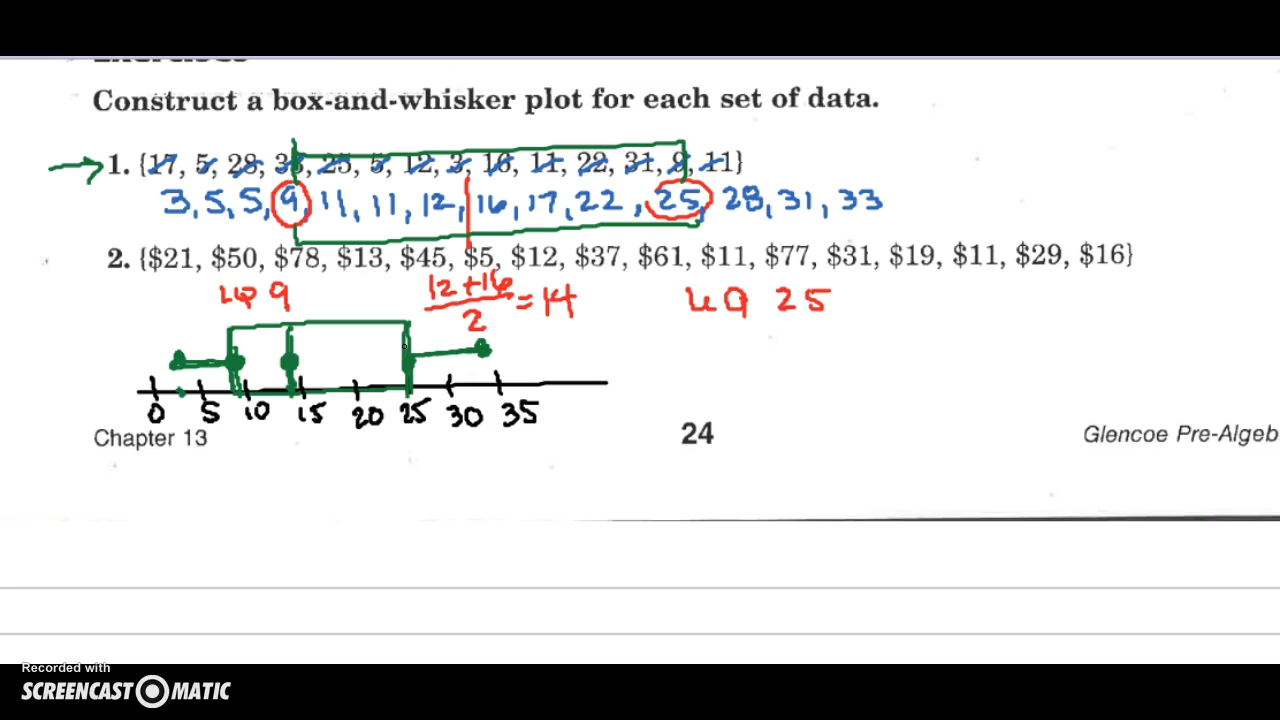 Construct a box-and-whisker plot for each set of data.
1. {17, 5, 28, 33, 25, 5, 12, 3, 16, 11, 22, 31, 9, 11}
3, 5, 5, 9, 11, 11, 12, 16, 17, 22, 25, 28, 31, 33
2. {$21, $50, $78, $13, $45, $5, $12, $37, $61, $11, $77, $31, $19, $11, $29, $16}
LQ 9 12+16/2 = 14 UQ 25
0 5 10 15 20 25 30 35
Chapter 13 24 Glencoe Pre-Algeb
Recorded with
SCREENCAST MATIC